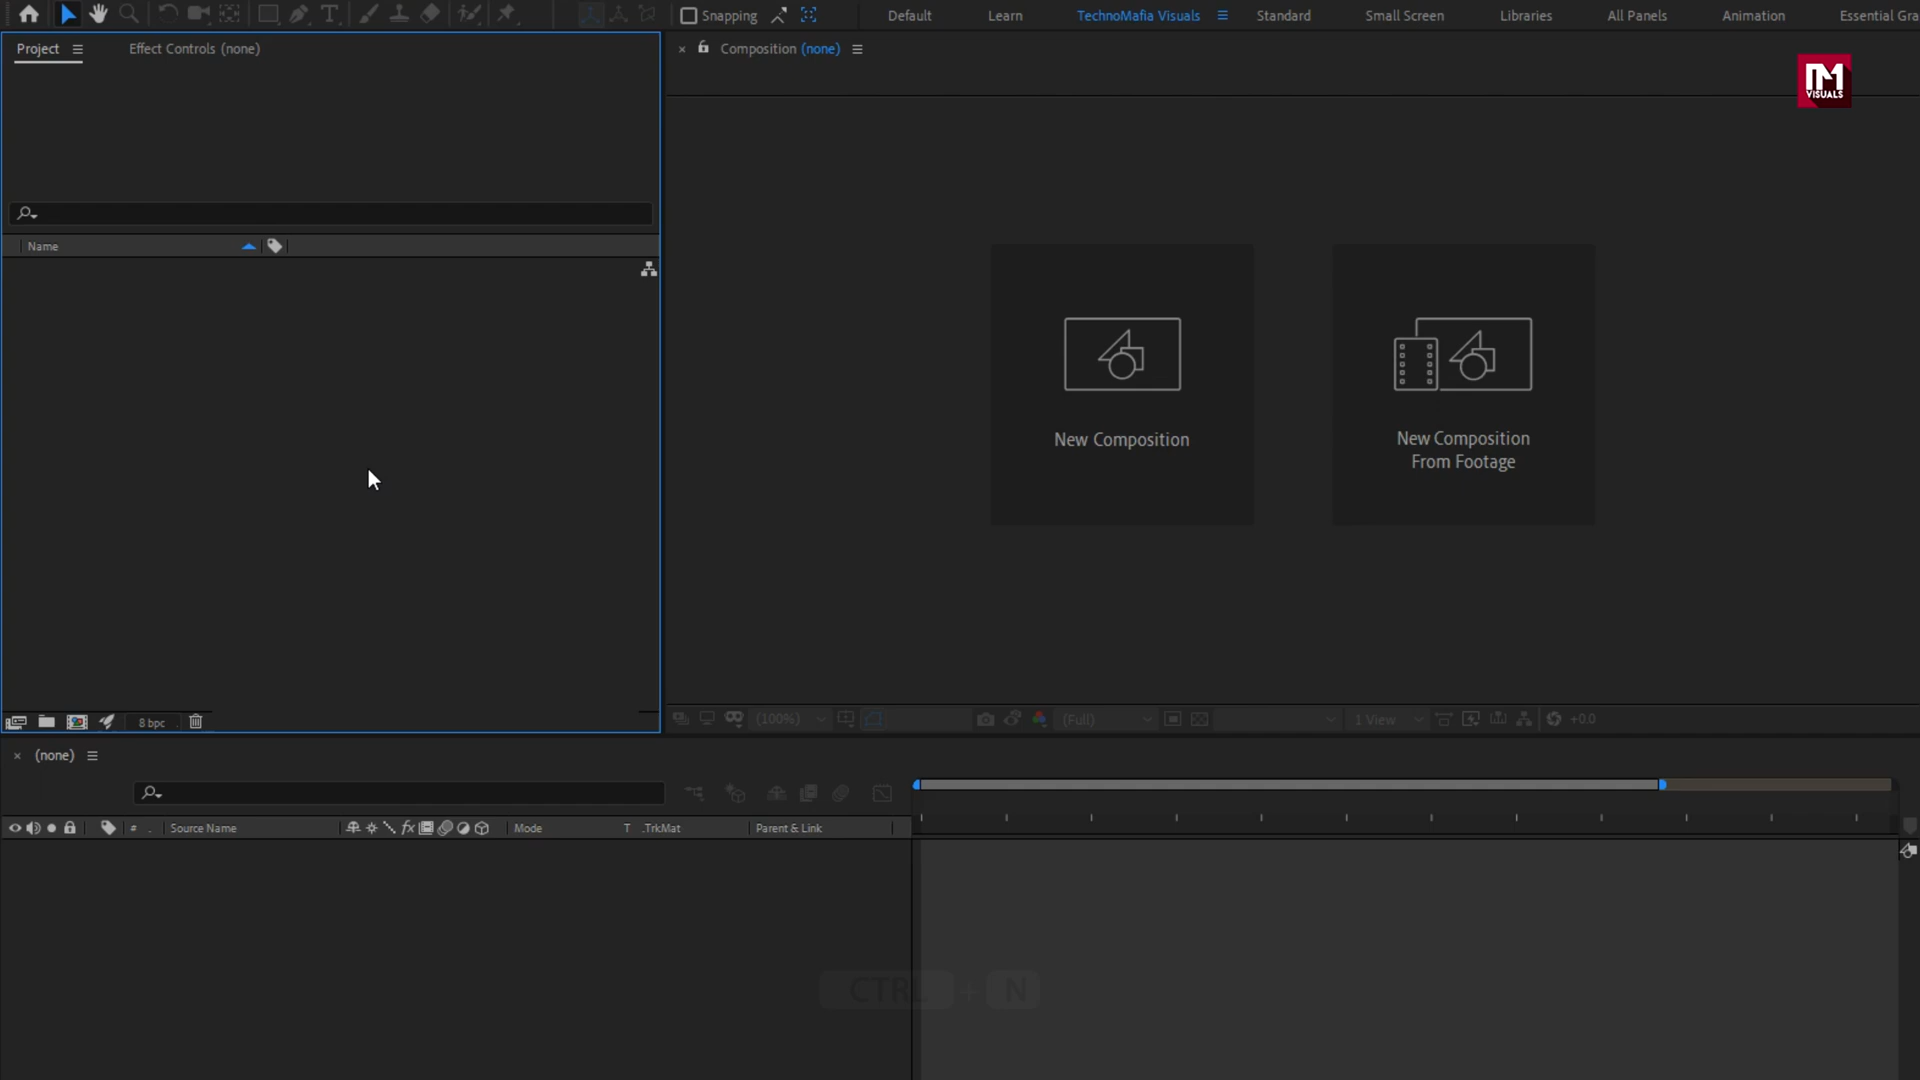 Snapping
Default
Learn
TechnoMafia Visuals
Standard
Small Screen
Libraries
All Panels
Animation
Essential Gra
Project
Effect Controls (none)
Composition (none)
VISUALS
Name
New Composition
New Composition
From Footage
8 bpc
(100%)
(Full)
1 View
+0.0
(none)
# . Source Name
Mode
T .TrkMat
Parent & Link
CTRL + N